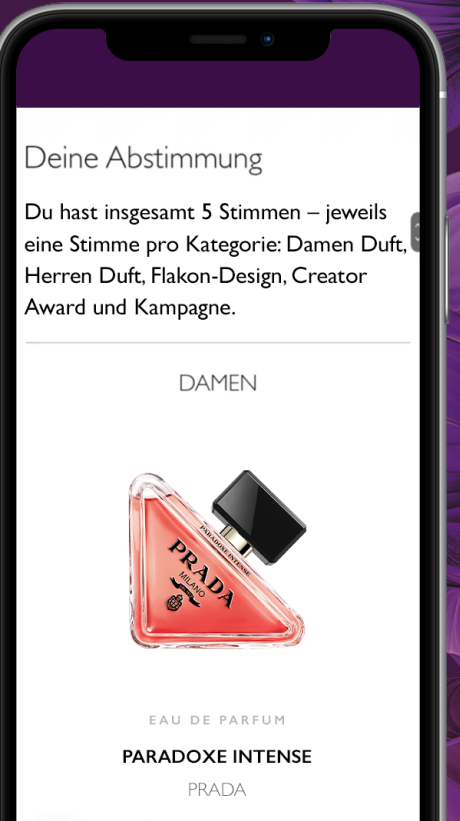 Deine Abstimmung
Du hast insgesamt 5 Stimmen – jeweils
eine Stimme pro Kategorie: Damen Duft,
Herren Duft, Flakon-Design, Creator
Award und Kampagne.
DAMEN
PARADOXE INTENSE
PRADA
MILANO
EAU DE PARFUM
PARADOXE INTENSE
PRADA